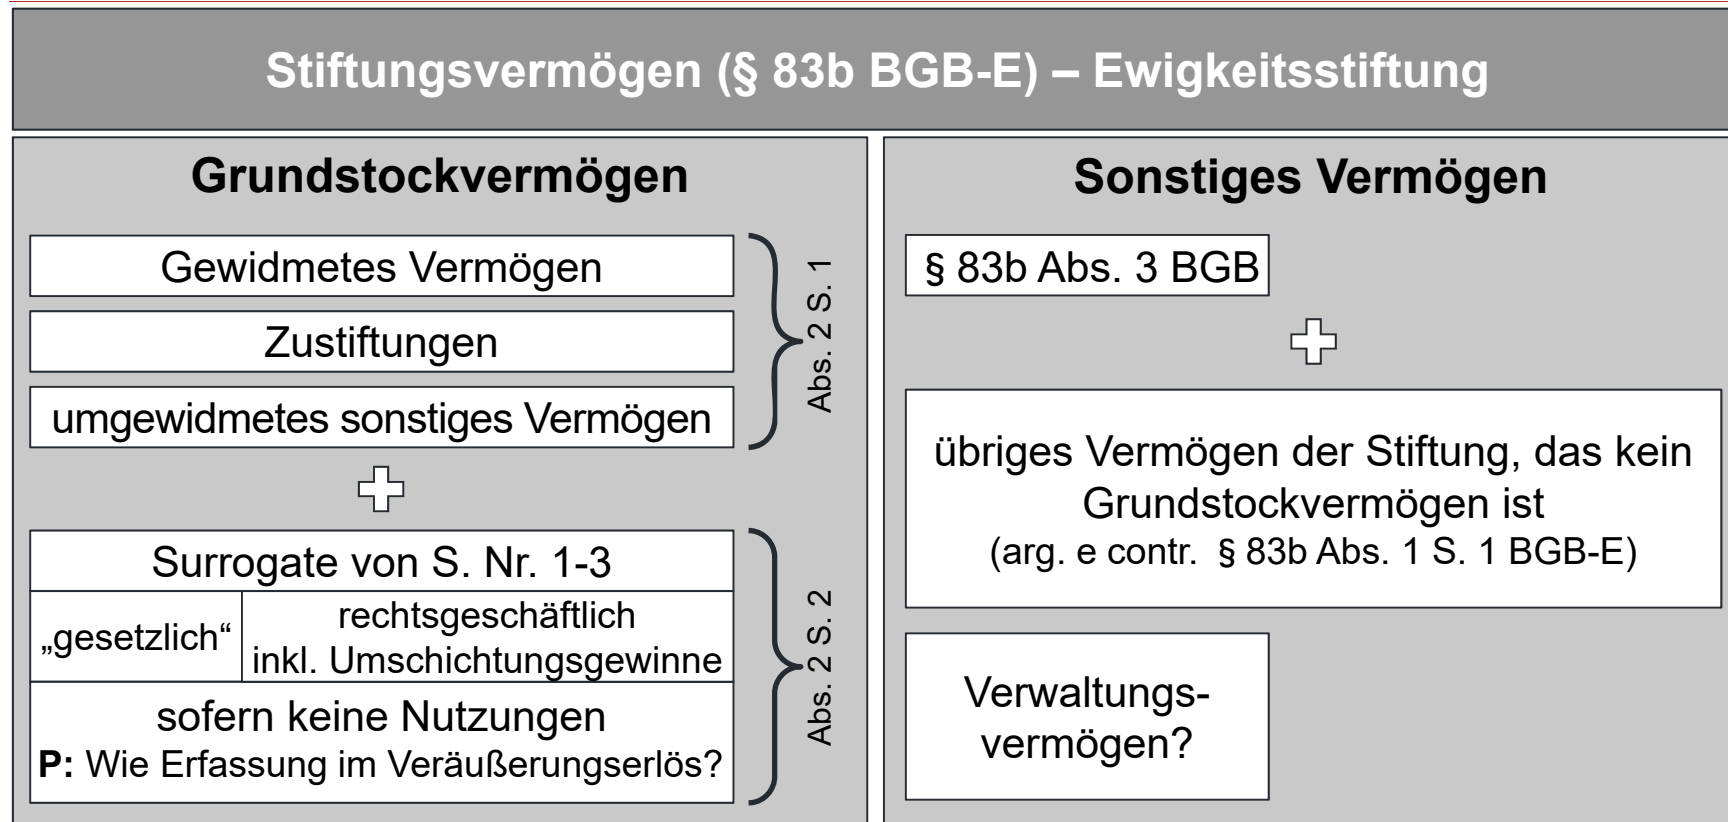 Stiftungsvermögen (§ 83b BGB-E) – Ewigkeitsstiftung
Grundstockvermögen
Gewidmetes Vermögen
Zustiftungen
umgewidmetes sonstiges Vermögen
Abs. 2 S. 1
Surrogate von S. Nr. 1-3
„gesetzlich“
rechtsgeschäftlich
inkl. Umschichtungsgewinne
sofern keine Nutzungen
P: Wie Erfassung im Veräußerungserlös?
Abs. 2 S. 2
Sonstiges Vermögen
§ 83b Abs. 3 BGB
übriges Vermögen der Stiftung, das kein
Grundstockvermögen ist
(arg. e contr. § 83b Abs. 1 S. 1 BGB-E)
Verwaltungs-
vermögen?